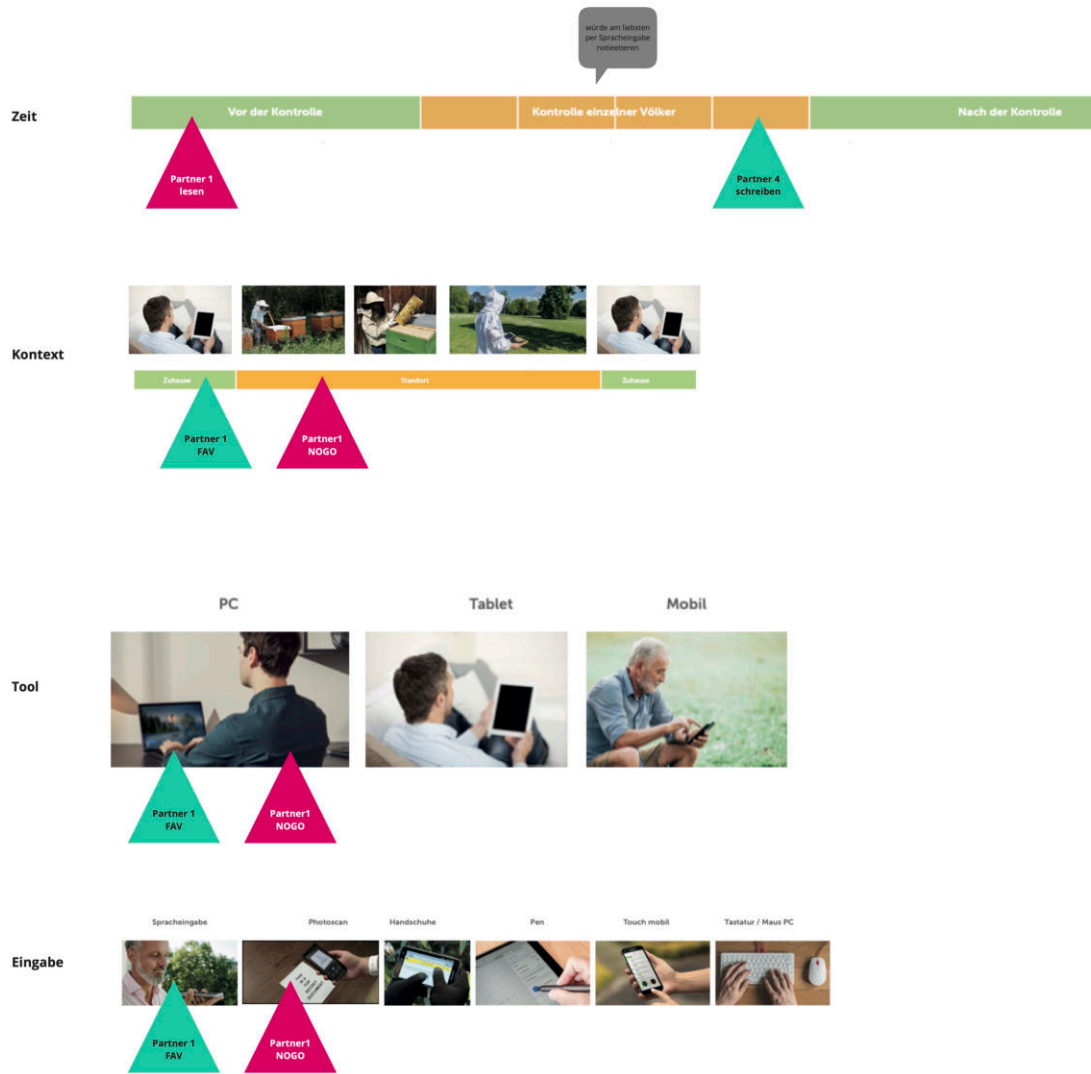 würde am liebsten
per Spracheingabe
notieetieren
Zeit
Vor der Kontrolle
Kontrolle einzelner Völker
Nach der Kontrolle
Partner 1
lesen
Partner 4
schreiben
Kontext
Zuhause
Standort
Zuhause
Partner 1
FAV
Partner1
NOGO
PC
Tablet
Mobil
Tool
Partner 1
FAV
Partner1
NOGO
Spracheingabe
Photoscan
Handschuhe
Pen
Touch mobil
Tastatur / Maus PC
Eingabe
Partner 1
FAV
Partner1
NOGO